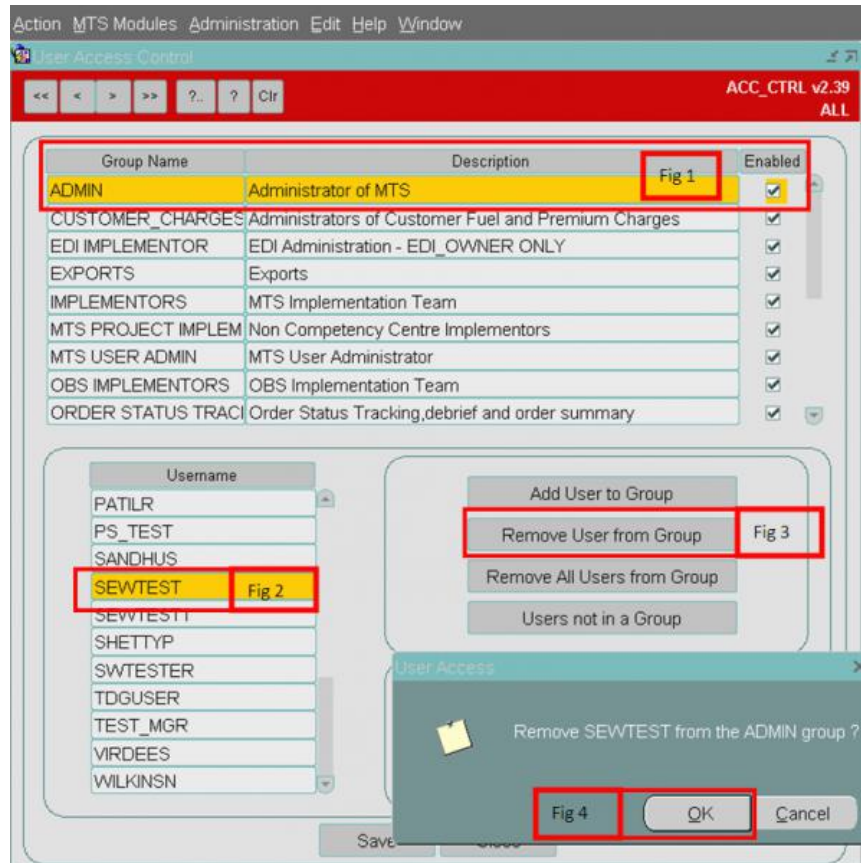 Action MTS Modules Administration Edit Help Window
User Access Control
<< < > >> ?.. ? Clr
ACC_CTRL v2.39
ALL
Group Name Description Enabled
Fig 1
ADMIN Administrator of MTS
CUSTOMER_CHARGES Administrators of Customer Fuel and Premium Charges
EDI IMPLEMENTOR EDI Administration - EDI_OWNER ONLY
EXPORTS Exports
IMPLEMENTORS MTS Implementation Team
MTS PROJECT IMPLEM Non Competency Centre Implementors
MTS USER ADMIN MTS User Administrator
OBS IMPLEMENTORS OBS Implementation Team
ORDER STATUS TRACI Order Status Tracking,debrief and order summary
Username
PATILR
PS_TEST
SANDHUS
SEWTEST Fig 2
SEWTEST1
SHETTYP
SWTESTER
TDGUSER
TEST_MGR
VIRDEES
WILKINSN
Add User to Group
Remove User from Group Fig 3
Remove All Users from Group
Users not in a Group
User Access
Remove SEWTEST from the ADMIN group ?
Fig 4 OK Cancel
Save